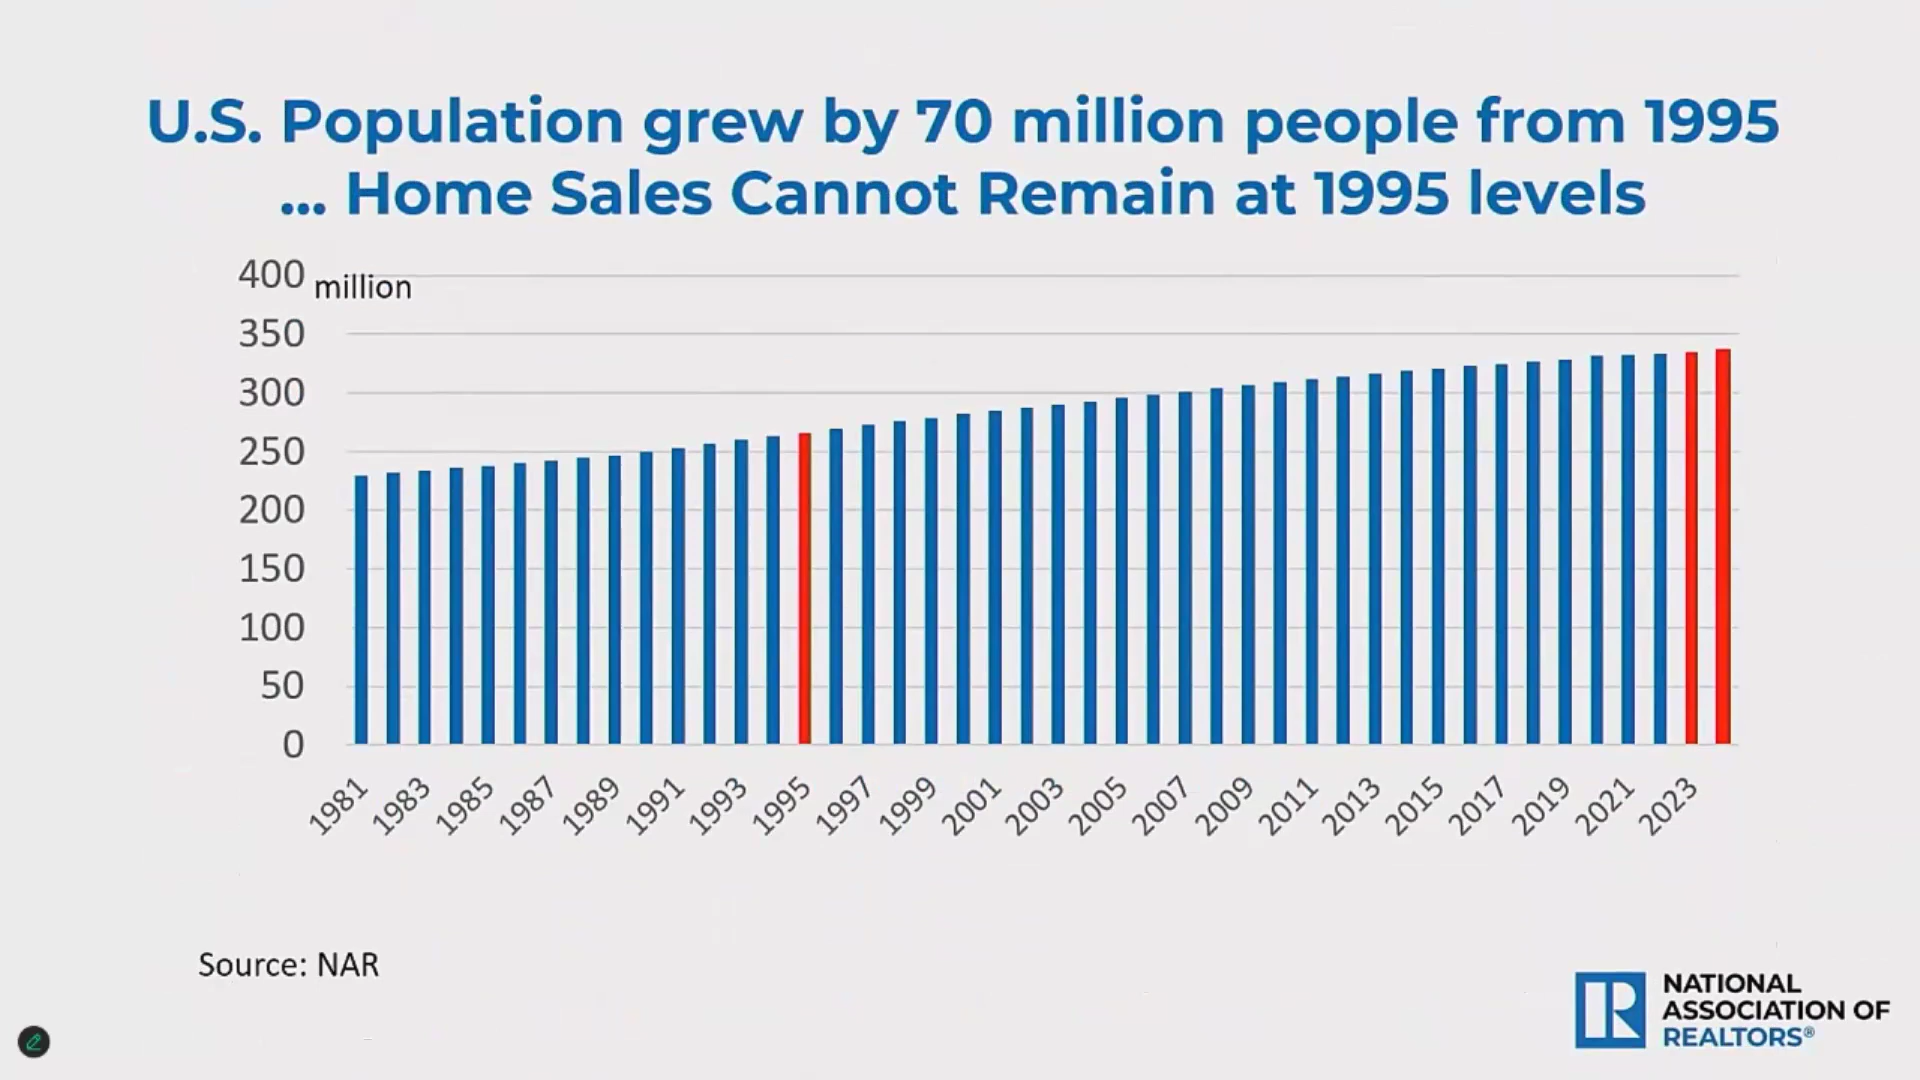 U.S. Population grew by 70 million people from 1995
... Home Sales Cannot Remain at 1995 levels
400 million
350
300
250
200
150
100
50
0
1981 1983 1985 1987 1989 1991 1993 1995 1997 1999 2001 2003 2005 2007 2009 2011 2013 2015 2017 2019 2021 2023
Source: NAR
NATIONAL
ASSOCIATION OF
REALTORS®